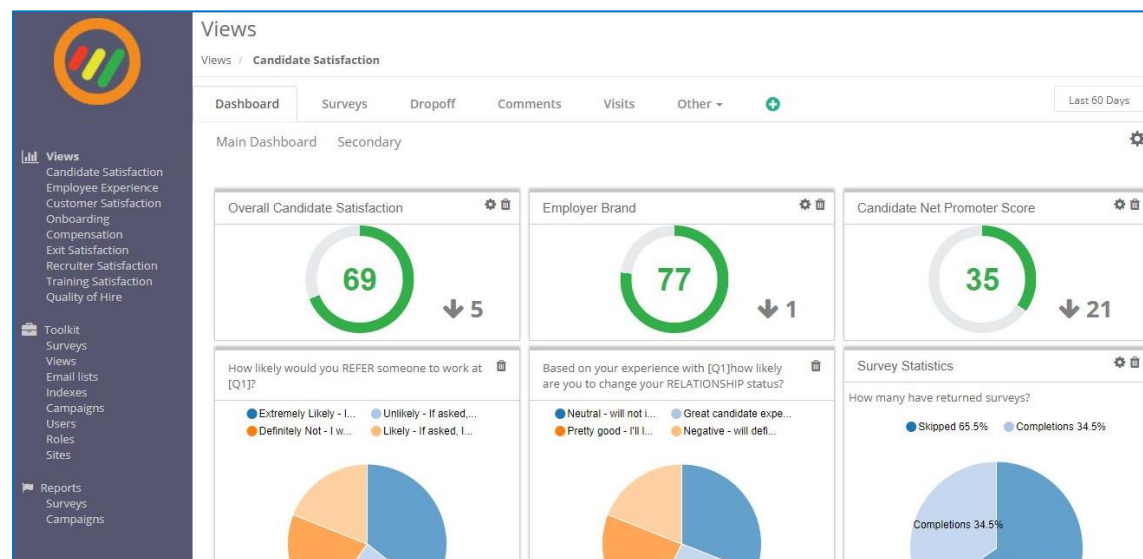 Views
Views / Candidate Satisfaction
Dashboard Surveys Dropoff Comments Visits Other
Last 60 Days
Main Dashboard Secondary
Views
Candidate Satisfaction
Employee Experience
Customer Satisfaction
Onboarding
Compensation
Exit Satisfaction
Recruiter Satisfaction
Training Satisfaction
Quality of Hire
Toolkit
Surveys
Views
Email lists
Indexes
Campaigns
Users
Roles
Sites
Reports
Surveys
Campaigns
Overall Candidate Satisfaction
69
5
Employer Brand
77
1
Candidate Net Promoter Score
35
21
How likely would you REFER someone to work at
[Q1]?
Extremely Likely - I... Unlikely - If asked,...
Definitely Not - I w... Likely - If asked, I...
Based on your experience with [Q1]how likely
are you to change your RELATIONSHIP status?
Neutral - will not i... Great candidate expe...
Pretty good - I'll l... Negative - will defi...
Survey Statistics
How many have returned surveys?
Skipped 65.5% Completions 34.5%
Completions 34.5%